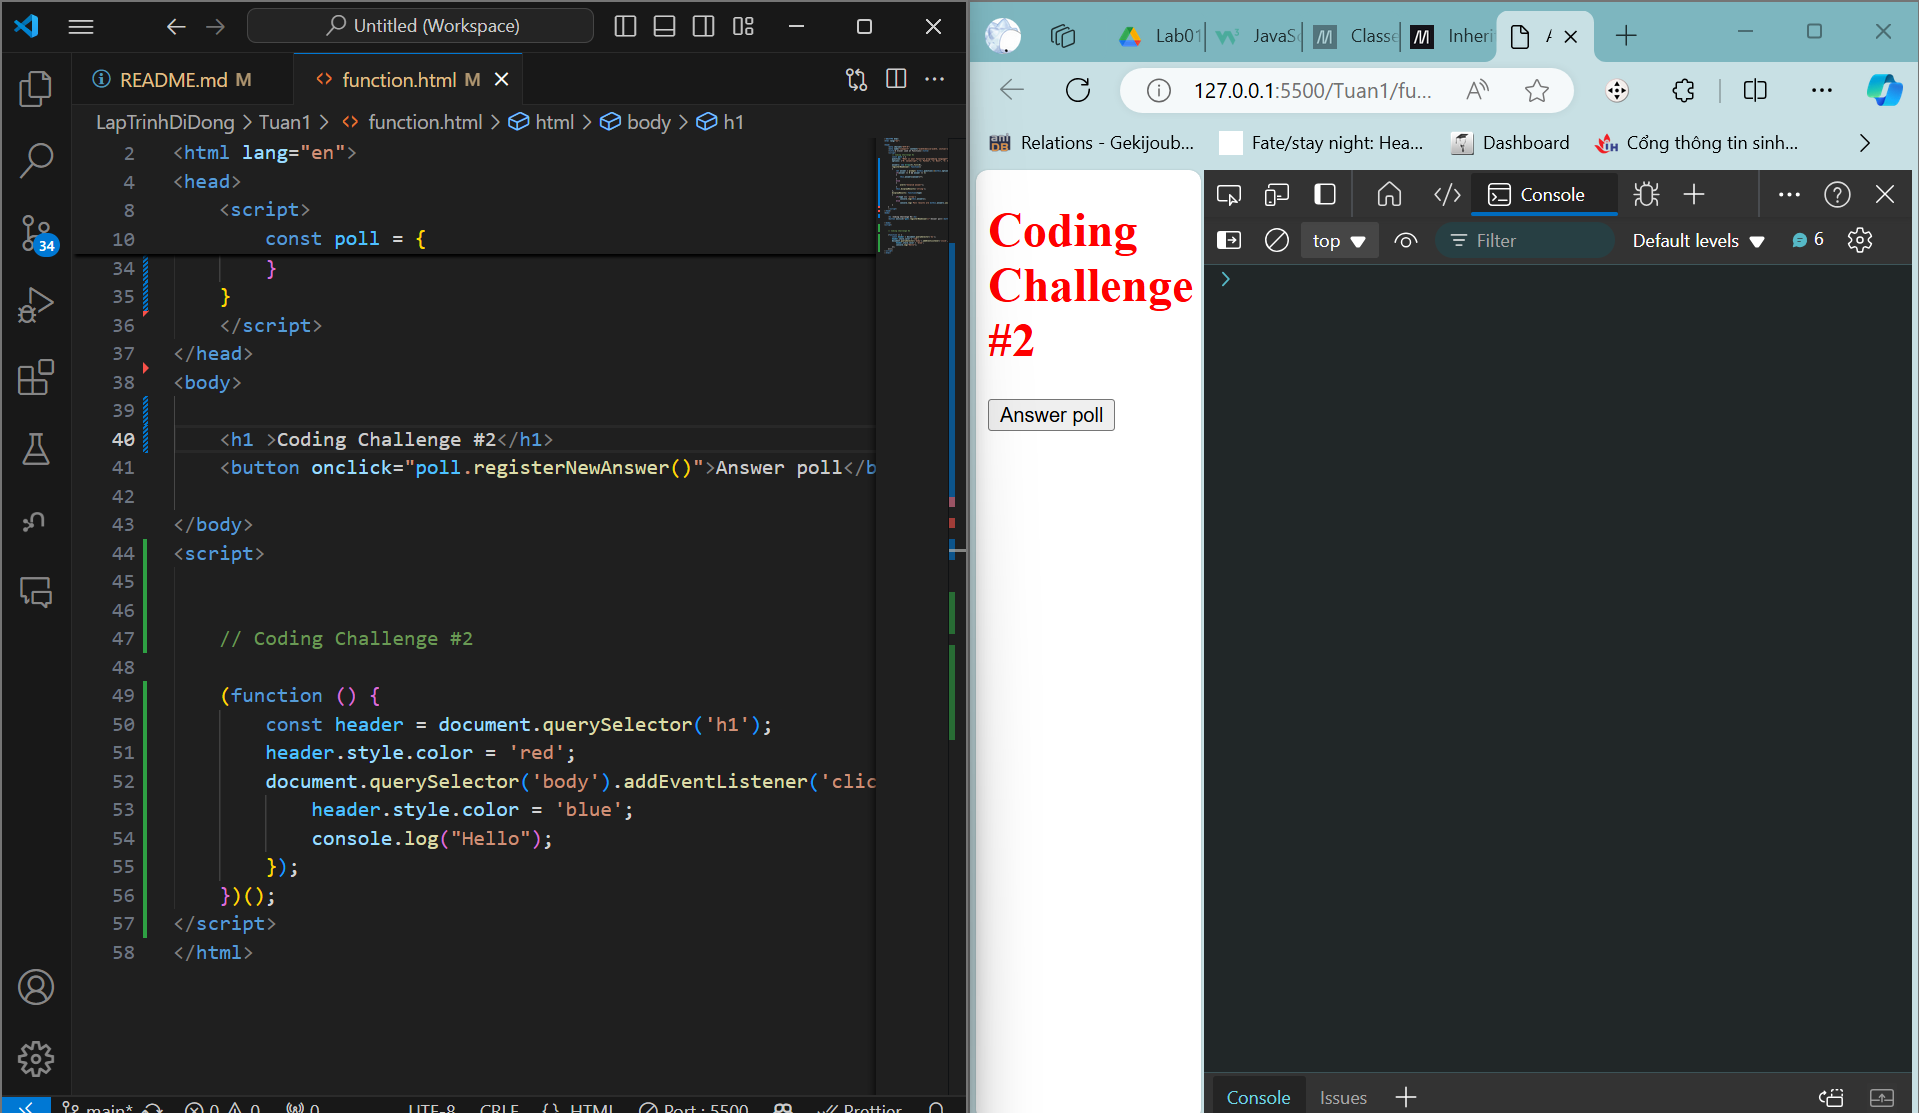 Untitled (Workspace)
README.md M
function.html M
LapTrinhDiDong > Tuan1 > function.html > html > body > h1
34
2 <html lang="en">
4 <head>
8 <script>
10 const poll = {
34 }
35 }
36 </script>
37 </head>
38 <body>
39
40 <h1 >Coding Challenge #2</h1>
41 <button onclick="poll.registerNewAnswer()">Answer poll</b
42
43 </body>
44 <script>
45
46
47 // Coding Challenge #2
48
49 (function () {
50 const header = document.querySelector('h1');
51 header.style.color = 'red';
52 document.querySelector('body').addEventListener('clic
53 header.style.color = 'blue';
54 console.log("Hello");
55 });
56 })();
57 </script>
58 </html>
main* 0 0 0 UTF-8 CRLF {} HTML Port : 5500 Prettier
Lab01 JavaSc Classe Inheri
127.0.0.1:5500/Tuan1/fu...
Relations - Gekijoub... Fate/stay night: Hea... Dashboard Cổng thông tin sinh...
Coding
Challenge
#2
Answer poll
Console
top Filter Default levels 6
>
Console Issues